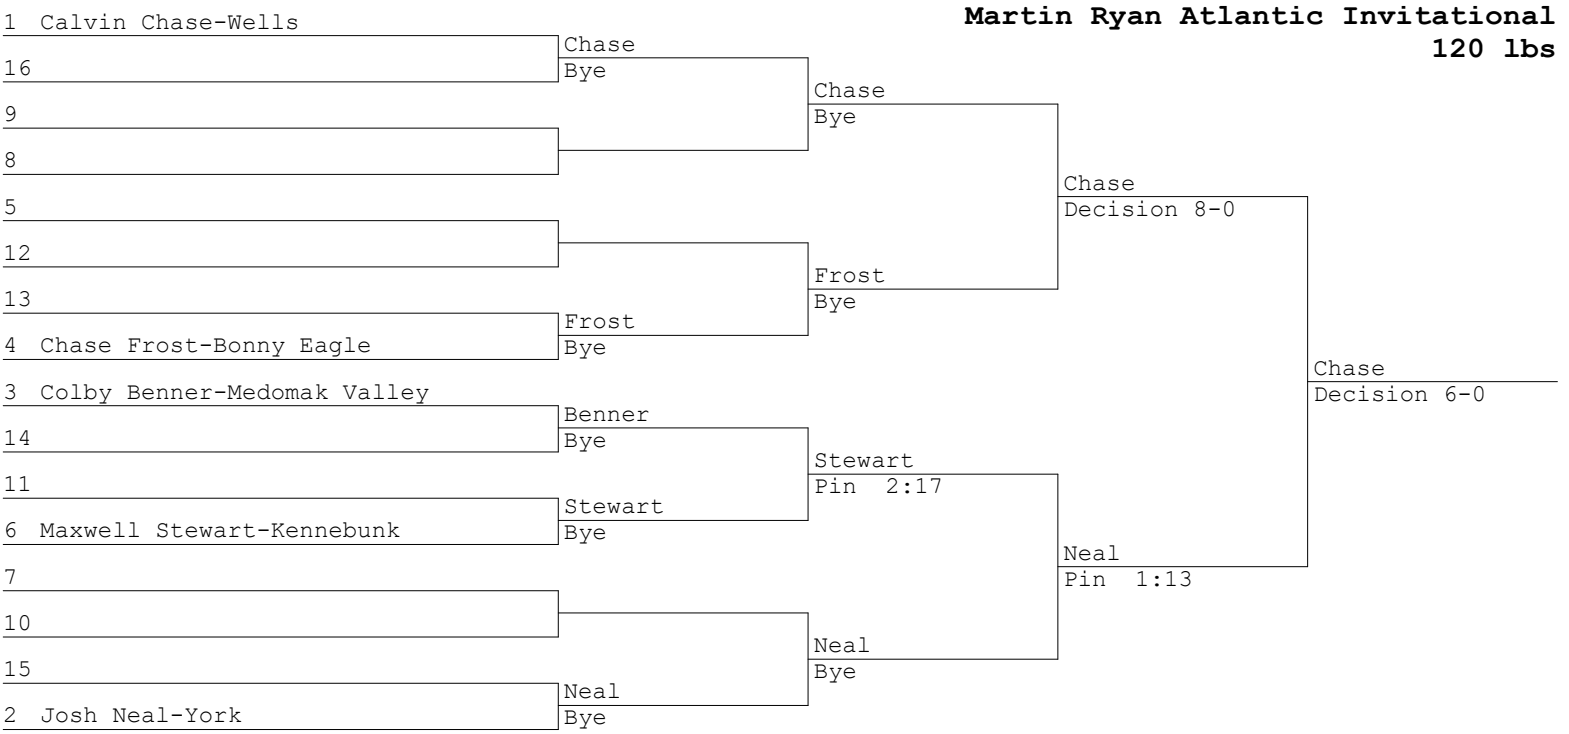 Martin Ryan Atlantic Invitational
120 lbs
1 Calvin Chase-Wells
16
9
8
5
12
13
4 Chase Frost-Bonny Eagle
3 Colby Benner-Medomak Valley
14
11
6 Maxwell Stewart-Kennebunk
7
10
15
2 Josh Neal-York
Chase
Bye
Frost
Bye
Benner
Bye
Stewart
Bye
Neal
Bye
Chase
Bye
Frost
Bye
Stewart
Pin 2:17
Neal
Bye
Chase
Decision 8-0
Neal
Pin 1:13
Chase
Decision 6-0